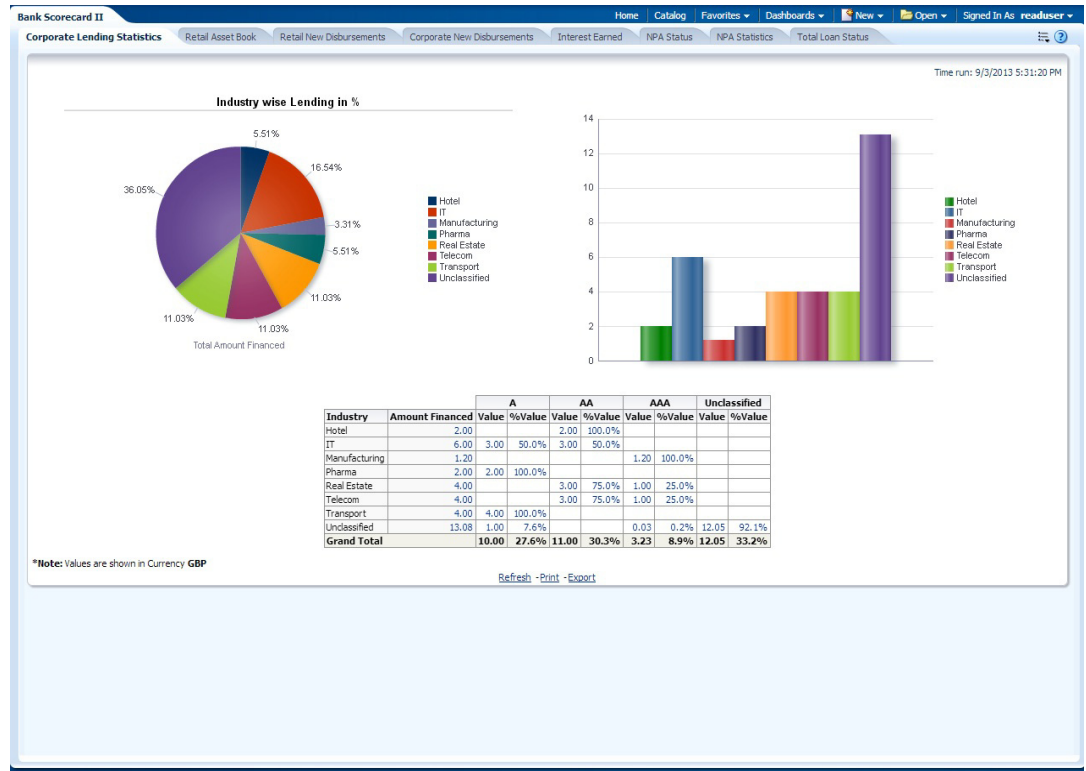 Bank Scorecard II
Home Catalog Favorites Dashboards New Open Signed In As readuser
Corporate Lending Statistics Retail Asset Book Retail New Disbursements Corporate New Disbursements Interest Earned NPA Status NPA Statistics Total Loan Status
Time run: 9/3/2013 5:31:20 PM
Industry wise Lending in %
5.51%
16.54%
3.31%
5.51%
11.03%
11.03%
11.03%
36.05%
Total Amount Financed
Hotel
IT
Manufacturing
Pharma
Real Estate
Telecom
Transport
Unclassified
14
12
10
8
6
4
2
0
Hotel
IT
Manufacturing
Pharma
Real Estate
Telecom
Transport
Unclassified
A AA AAA Unclassified
Industry Amount Financed Value %Value Value %Value Value %Value Value %Value
Hotel 2.00 2.00 100.0%
IT 6.00 3.00 50.0% 3.00 50.0%
Manufacturing 1.20 1.20 100.0%
Pharma 2.00 2.00 100.0%
Real Estate 4.00 3.00 75.0% 1.00 25.0%
Telecom 4.00 3.00 75.0% 1.00 25.0%
Transport 4.00 4.00 100.0%
Unclassified 13.08 1.00 7.6% 0.03 0.2% 12.05 92.1%
Grand Total 10.00 27.6% 11.00 30.3% 3.23 8.9% 12.05 33.2%
*Note: Values are shown in Currency GBP
Refresh - Print - Export